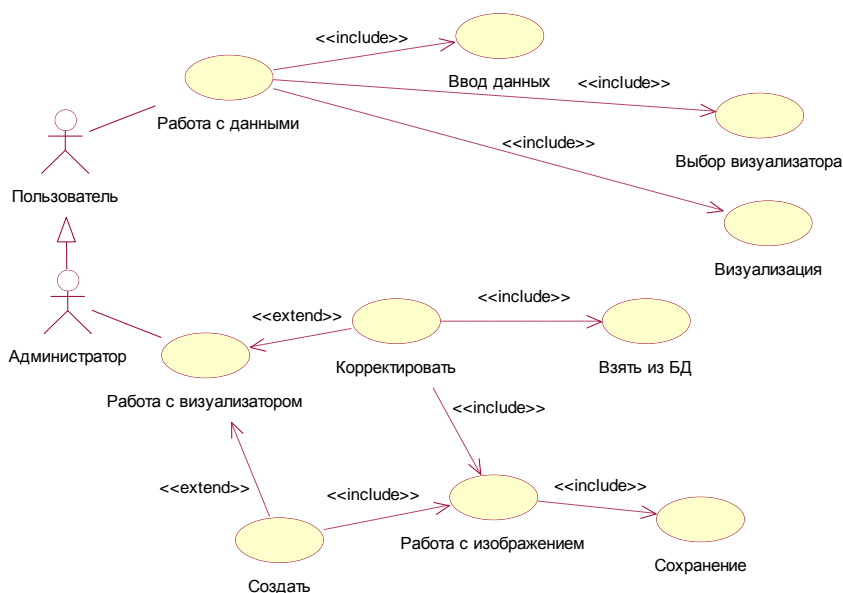 <<include>>
Ввод данных
<<include>>
Работа с данными
<<include>>
Выбор визуализатора
Пользователь
Визуализация
<<extend>>
<<include>>
Администратор
Корректировать
Взять из БД
Работа с визуализатором
<<include>>
<<extend>>
<<include>>
<<include>>
Работа с изображением
Сохранение
Создать